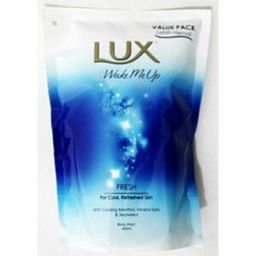 VALUE PACK
Lebih Hemat
LUX
Wake Me Up
FRESH
For Cool, Refreshed Skin
with Cooling Menthol, Mineral Salts
& Seaweed
Body Wash